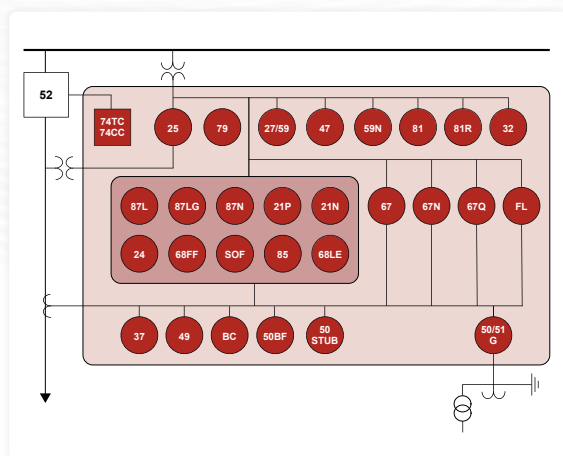 52
74TC
74CC
25
79
27/59
47
59N
81
81R
32
87L
87LG
87N
21P
21N
67
67N
67Q
FL
24
68FF
SOF
85
68LE
37
49
BC
50BF
50
STUB
50/51
G